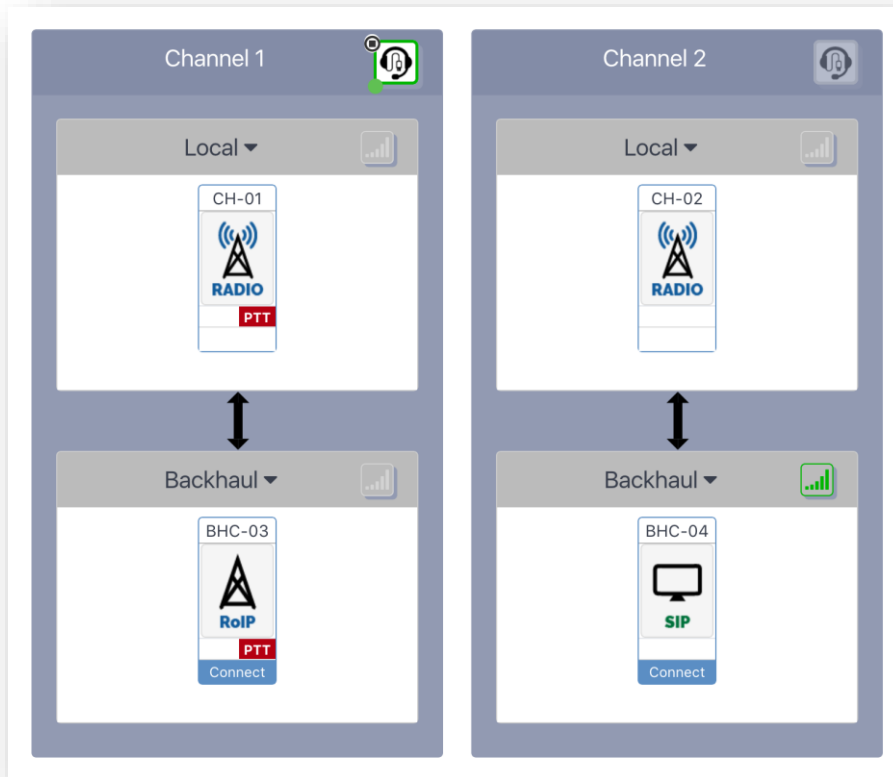 Channel 1
Local
CH-01
RADIO
PTT
Backhaul
BHC-03
RoIP
PTT
Connect
Channel 2
Local
CH-02
RADIO
Backhaul
BHC-04
SIP
Connect